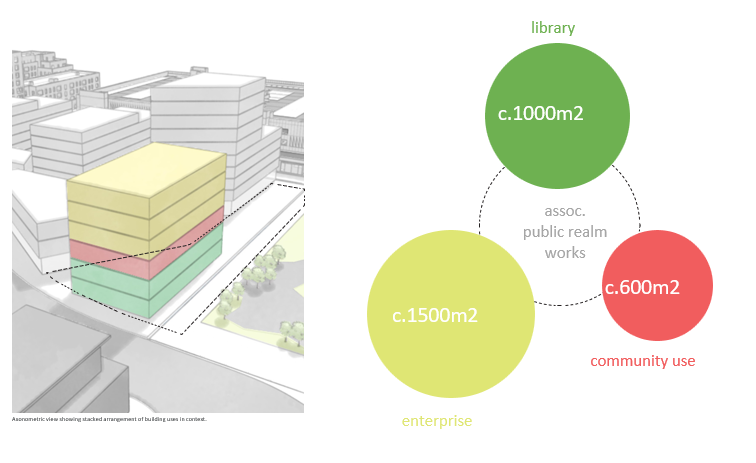 library
c.1000m2
assoc.
public realm
works
c.1500m2
c.600m2
community use
enterprise
Axonometric view showing stacked arrangement of building uses in context.